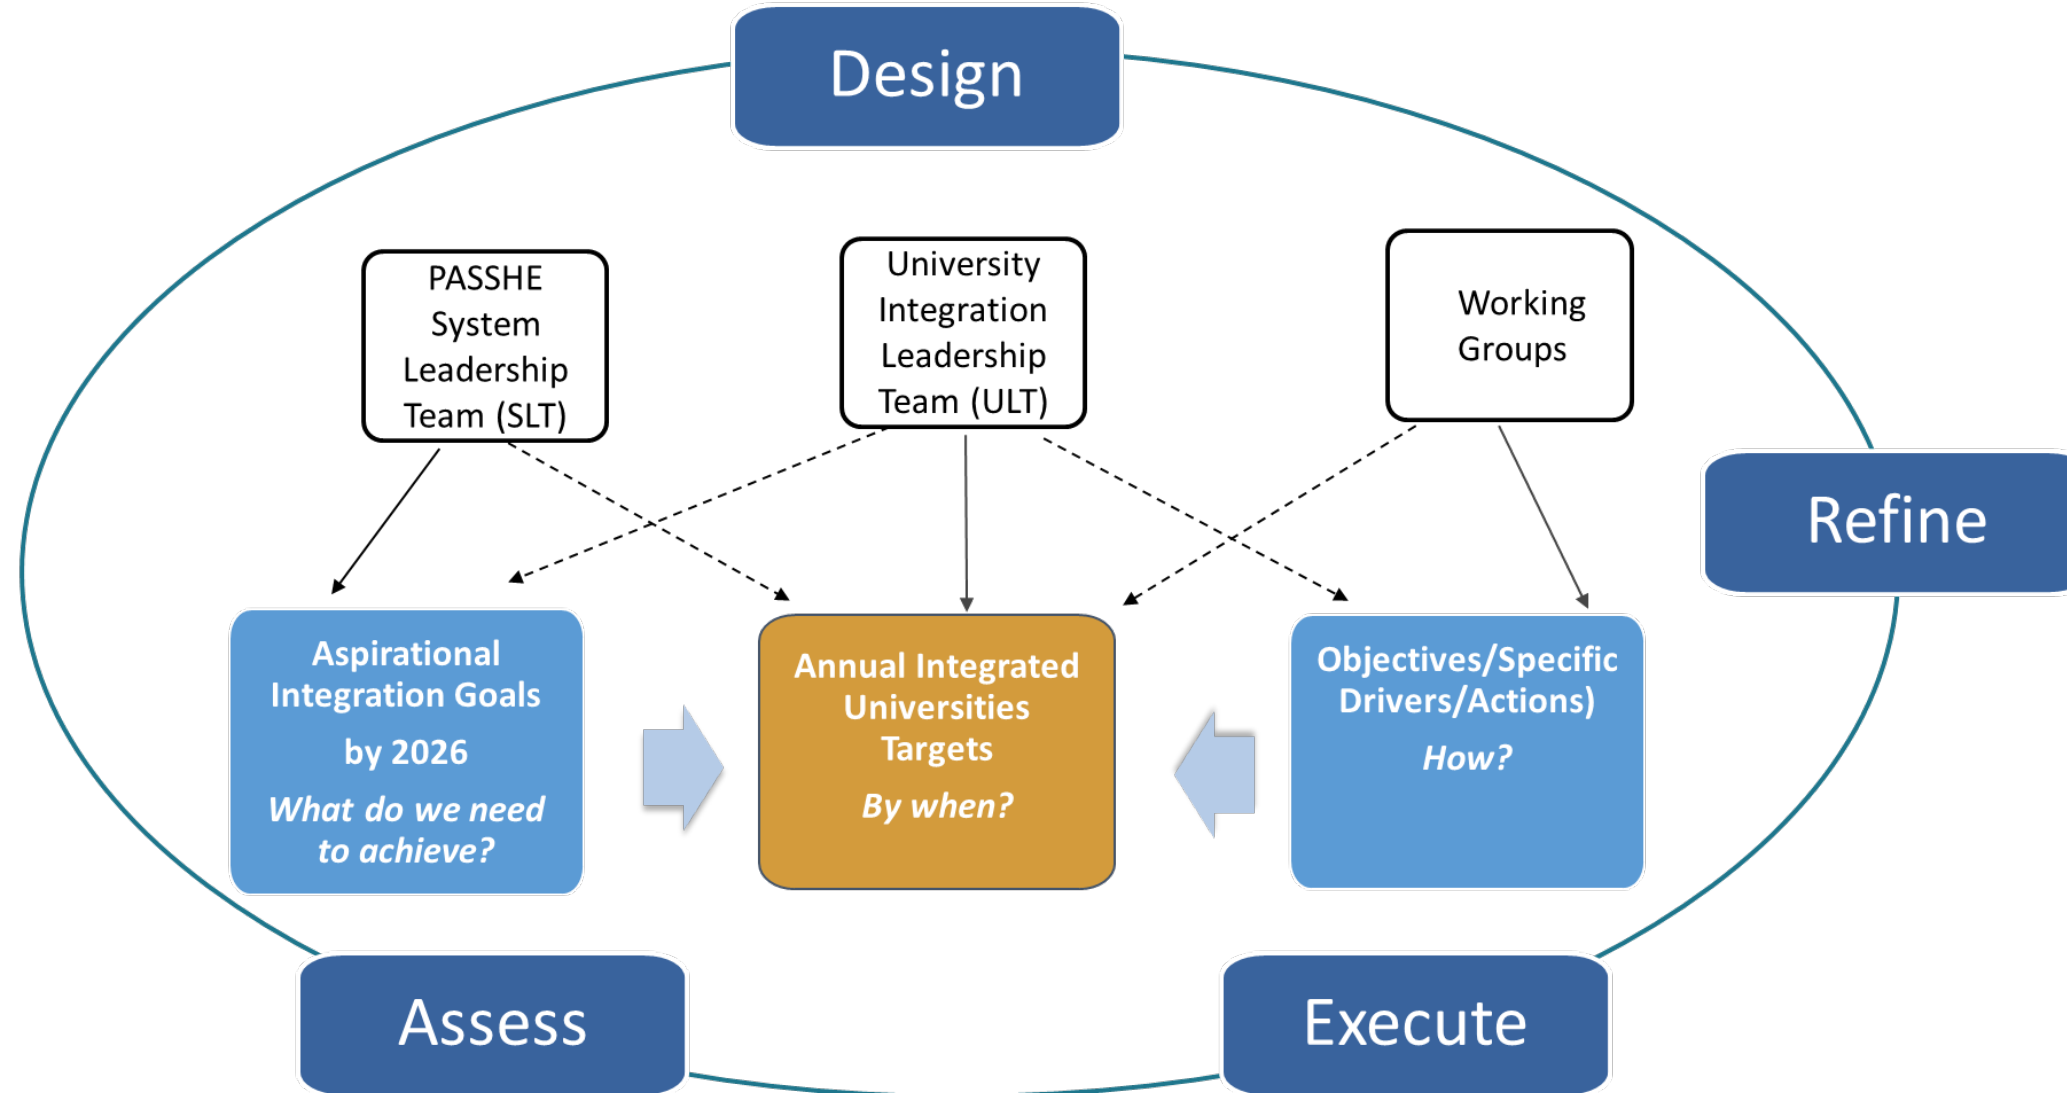 Design
PASSHE
System
Leadership
Team (SLT)
University
Integration
Leadership
Team (ULT)
Working
Groups
Refine
Aspirational
Integration Goals
by 2026
What do we need
to achieve?
Annual Integrated
Universities
Targets
By when?
Objectives/Specific
Drivers/Actions)
How?
Assess
Execute